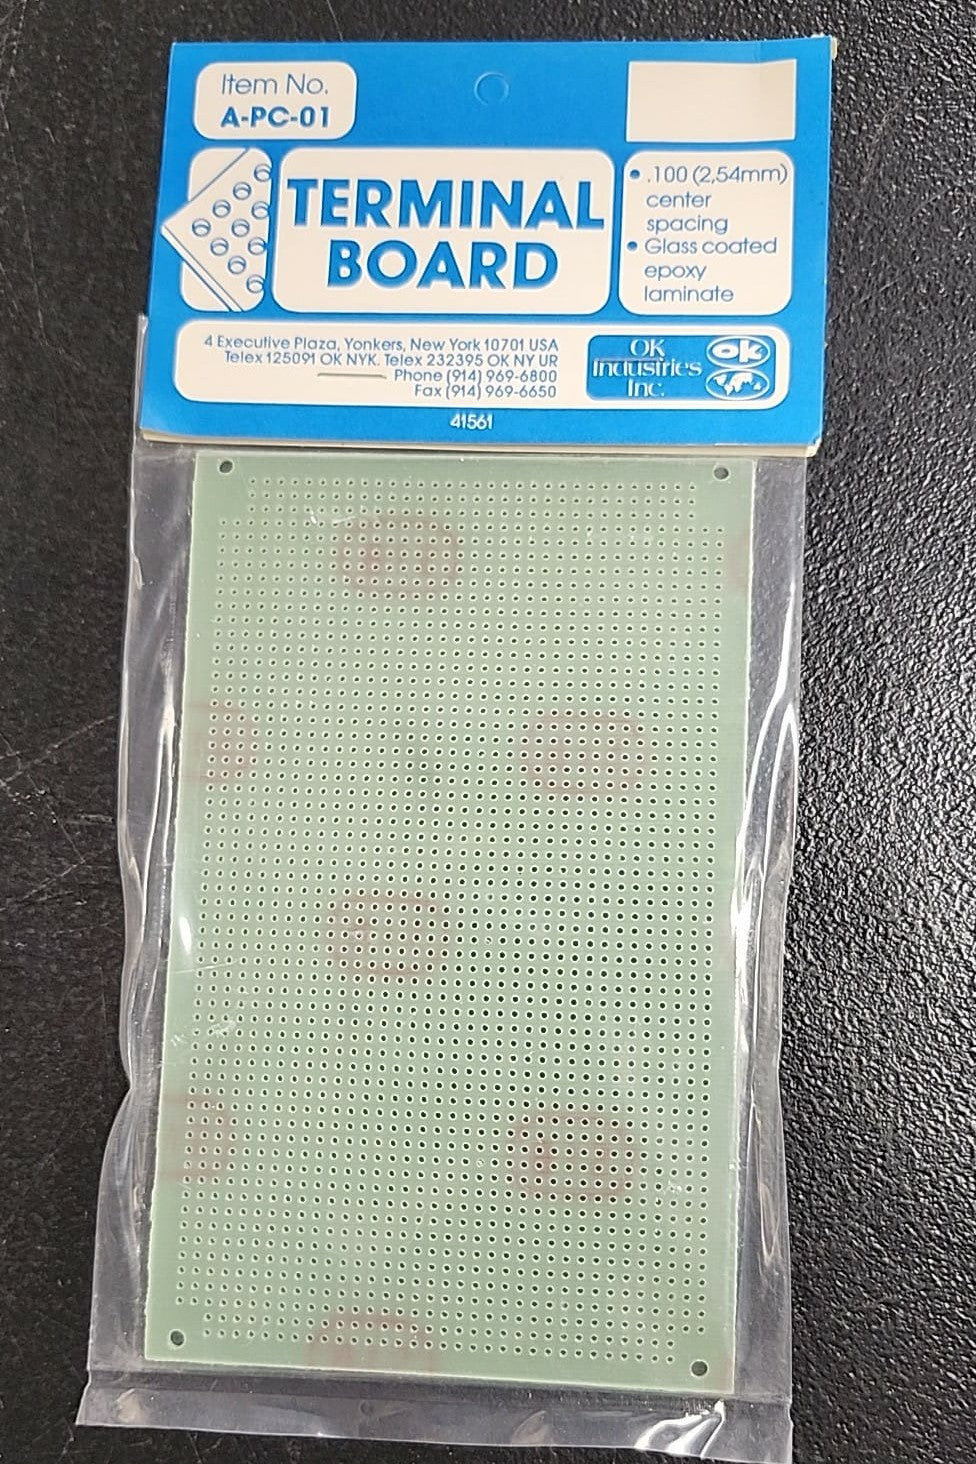 Item No.
A-PC-01
TERMINAL
BOARD
• .100 (2,54mm)
center
spacing
• Glass coated
epoxy
laminate
4 Executive Plaza, Yonkers, New York 10701 USA
Telex 125091 OK NYK. Telex 232395 OK NY UR
Phone (914) 969-6800
Fax (914) 969-6650
OK
Industries
Inc.
ok
41561